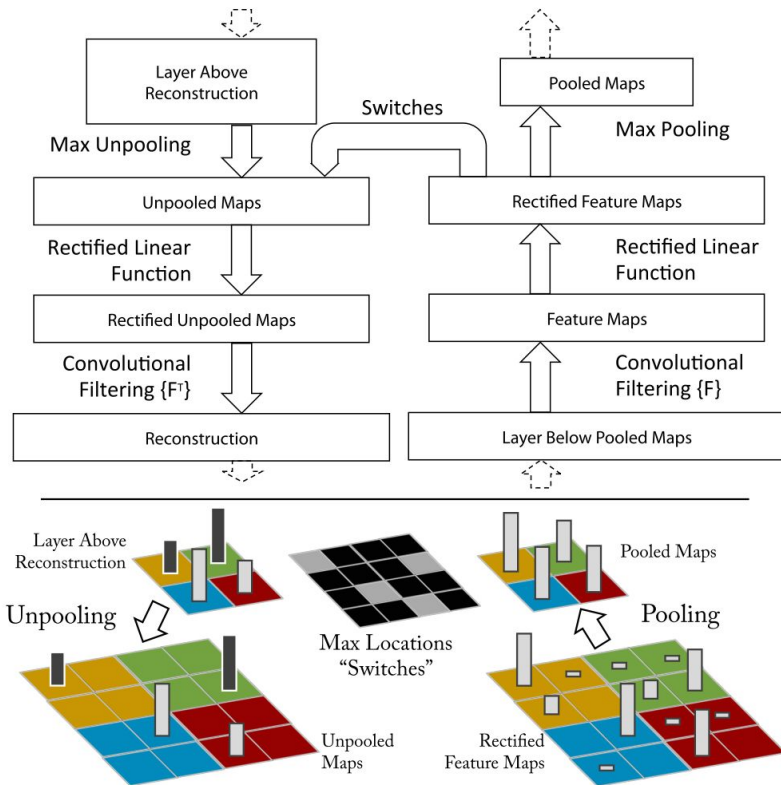 Layer Above
Reconstruction
Pooled Maps
Switches
Max Unpooling
Max Pooling
Unpooled Maps
Rectified Feature Maps
Rectified Linear
Function
Rectified Linear
Function
Rectified Unpooled Maps
Feature Maps
Convolutional
Filtering {Fᵀ}
Convolutional
Filtering {F}
Reconstruction
Layer Below Pooled Maps
Layer Above
Reconstruction
Pooled Maps
Unpooling
Pooling
Max Locations
“Switches”
Unpooled
Maps
Rectified
Feature Maps